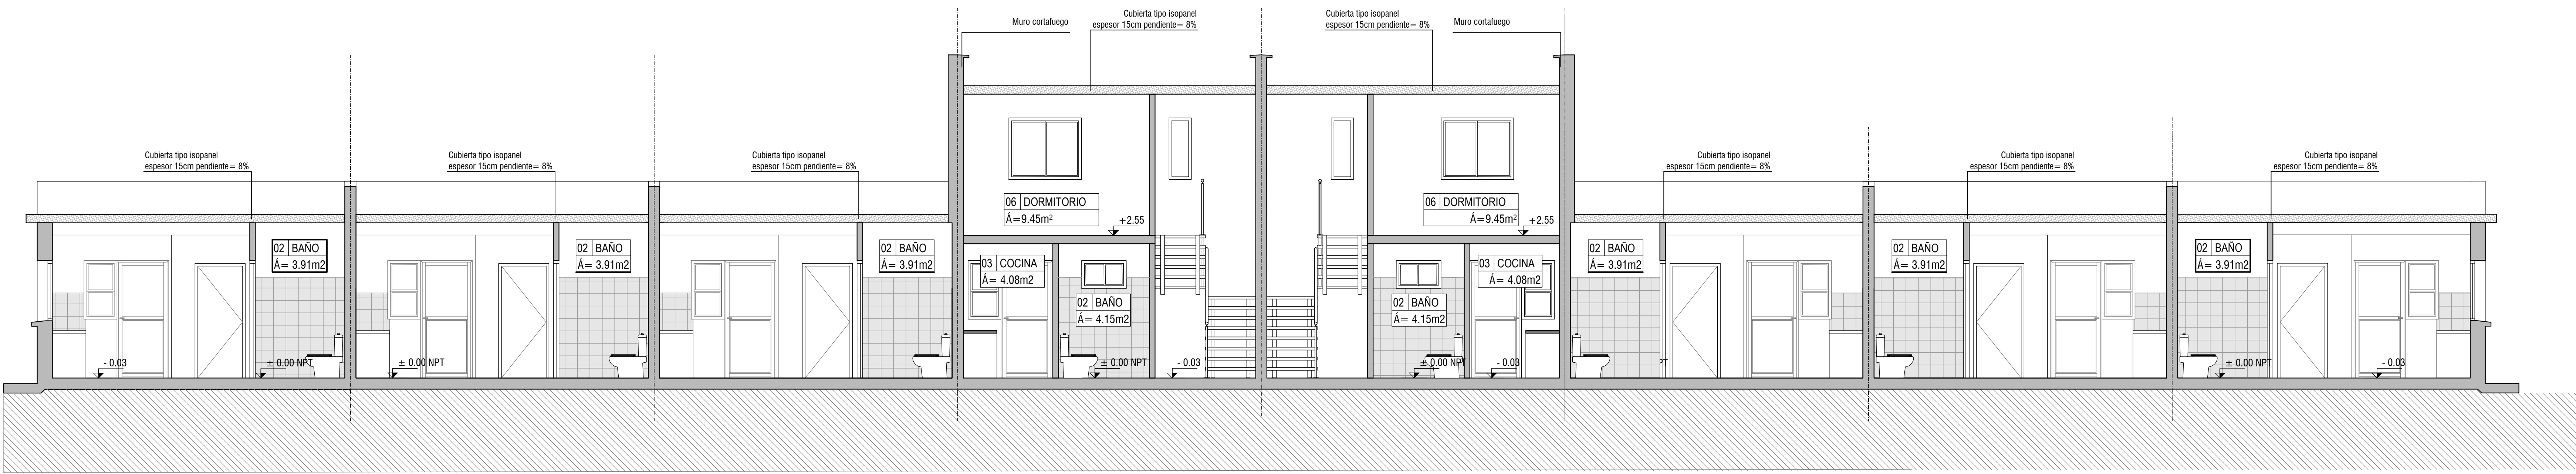 Muro cortafuego
Cubierta tipo isopanel
espesor 15cm pendiente= 8%
Cubierta tipo isopanel
espesor 15cm pendiente= 8%
Muro cortafuego
Cubierta tipo isopanel
espesor 15cm pendiente= 8%
Cubierta tipo isopanel
espesor 15cm pendiente= 8%
Cubierta tipo isopanel
espesor 15cm pendiente= 8%
Cubierta tipo isopanel
espesor 15cm pendiente= 8%
Cubierta tipo isopanel
espesor 15cm pendiente= 8%
Cubierta tipo isopanel
espesor 15cm pendiente= 8%
06 DORMITORIO
Á=9.45m²
+2.55
06 DORMITORIO
Á=9.45m²
+2.55
02 BAÑO
Á= 3.91m2
02 BAÑO
Á= 3.91m2
02 BAÑO
Á= 3.91m2
03 COCINA
Á= 4.08m2
02 BAÑO
Á= 4.15m2
02 BAÑO
Á= 4.15m2
03 COCINA
Á= 4.08m2
02 BAÑO
Á= 3.91m2
02 BAÑO
Á= 3.91m2
02 BAÑO
Á= 3.91m2
- 0.03
± 0.00 NPT
± 0.00 NPT
± 0.00 NPT
- 0.03
± 0.00 NPT
- 0.03
± 0.00 NPT
- 0.03